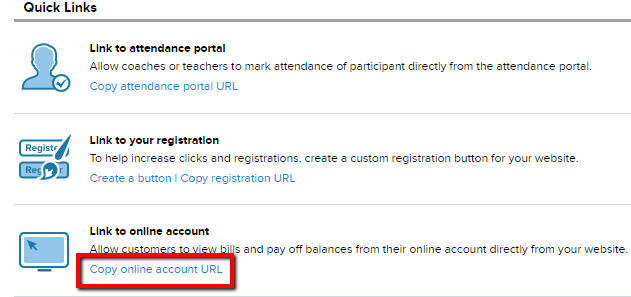 Quick Links
Link to attendance portal
Allow coaches or teachers to mark attendance of participant directly from the attendance portal.
Copy attendance portal URL
Link to your registration
Register
To help increase clicks and registrations, create a custom registration button for your website.
Create a button | Copy registration URL
Link to online account
Allow customers to view bills and pay off balances from their online account directly from your website.
Copy online account URL